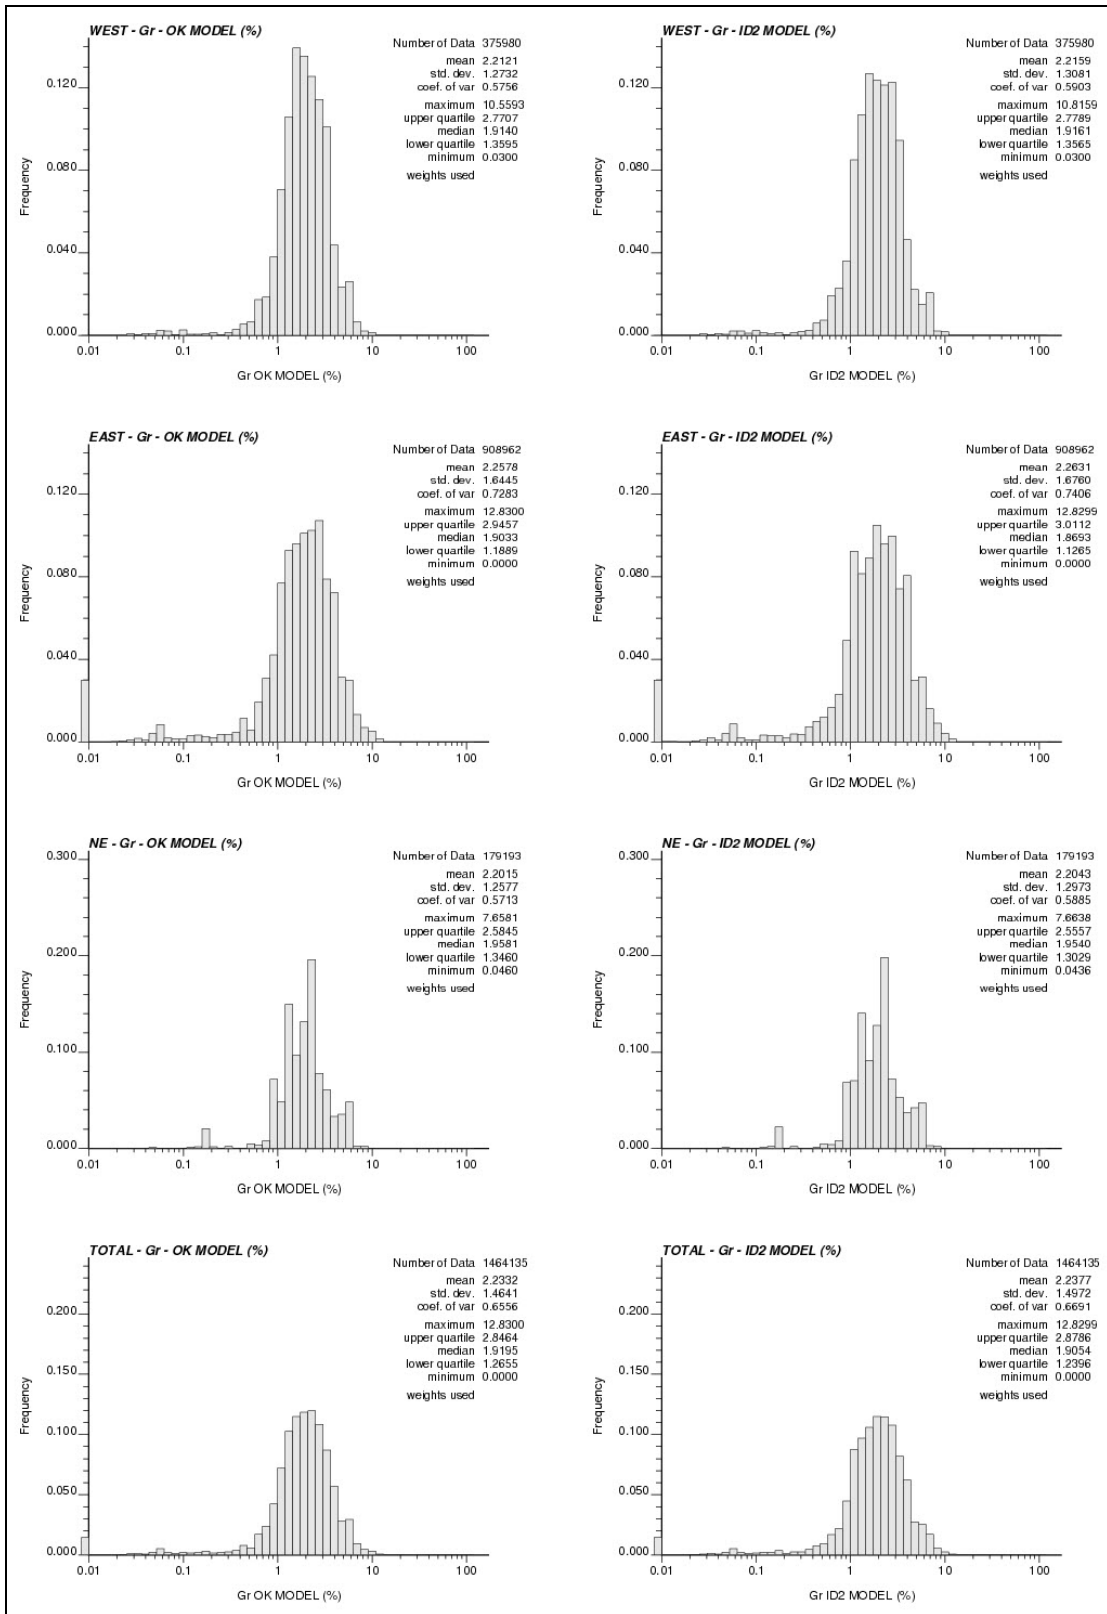 WEST - Gr - OK MODEL (%)
Number of Data 375980
mean 2.2121
std. dev. 1.2732
coef. of var 0.5756
maximum 10.5593
upper quartile 2.7707
median 1.9140
lower quartile 1.3595
minimum 0.0300
weights used
Frequency
0.120
0.080
0.040
0.000
0.01 0.1 1 10 100
Gr OK MODEL (%)
WEST - Gr - ID2 MODEL (%)
Number of Data 375980
mean 2.2159
std. dev. 1.3081
coef. of var 0.5903
maximum 10.8159
upper quartile 2.7789
median 1.9161
lower quartile 1.3565
minimum 0.0300
weights used
Frequency
0.120
0.080
0.040
0.000
0.01 0.1 1 10 100
Gr ID2 MODEL (%)
EAST - Gr - OK MODEL (%)
Number of Data 908962
mean 2.2578
std. dev. 1.6445
coef. of var 0.7283
maximum 12.8300
upper quartile 2.9457
median 1.9033
lower quartile 1.1889
minimum 0.0000
weights used
Frequency
0.120
0.080
0.040
0.000
0.01 0.1 1 10 100
Gr OK MODEL (%)
EAST - Gr - ID2 MODEL (%)
Number of Data 908962
mean 2.2631
std. dev. 1.6760
coef. of var 0.7406
maximum 12.8299
upper quartile 3.0112
median 1.8693
lower quartile 1.1265
minimum 0.0000
weights used
Frequency
0.120
0.080
0.040
0.000
0.01 0.1 1 10 100
Gr ID2 MODEL (%)
NE - Gr - OK MODEL (%)
Number of Data 179193
mean 2.2015
std. dev. 1.2577
coef. of var 0.5713
maximum 7.6581
upper quartile 2.5845
median 1.9581
lower quartile 1.3460
minimum 0.0460
weights used
Frequency
0.300
0.200
0.100
0.000
0.01 0.1 1 10 100
Gr OK MODEL (%)
NE - Gr - ID2 MODEL (%)
Number of Data 179193
mean 2.2043
std. dev. 1.2973
coef. of var 0.5885
maximum 7.6638
upper quartile 2.5557
median 1.9540
lower quartile 1.3029
minimum 0.0436
weights used
Frequency
0.300
0.200
0.100
0.000
0.01 0.1 1 10 100
Gr ID2 MODEL (%)
TOTAL - Gr - OK MODEL (%)
Number of Data 1464135
mean 2.2332
std. dev. 1.4641
coef. of var 0.6556
maximum 12.8300
upper quartile 2.8464
median 1.9195
lower quartile 1.2655
minimum 0.0000
weights used
Frequency
0.200
0.150
0.100
0.050
0.000
0.01 0.1 1 10 100
Gr OK MODEL (%)
TOTAL - Gr - ID2 MODEL (%)
Number of Data 1464135
mean 2.2377
std. dev. 1.4972
coef. of var 0.6691
maximum 12.8299
upper quartile 2.8786
median 1.9054
lower quartile 1.2396
minimum 0.0000
weights used
Frequency
0.200
0.150
0.100
0.050
0.000
0.01 0.1 1 10 100
Gr ID2 MODEL (%)